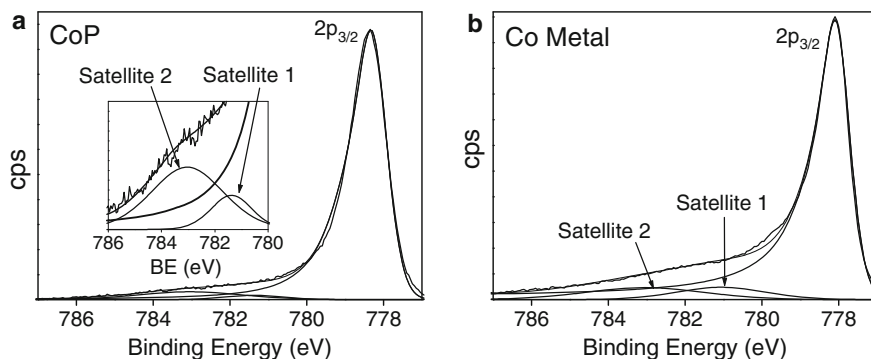 a
CoP
2p3/2
Satellite 2
Satellite 1
786 784 782 780
BE (eV)
cps
786 784 782 780 778
Binding Energy (eV)
b
Co Metal
2p3/2
Satellite 1
Satellite 2
cps
786 784 782 780 778
Binding Energy (eV)